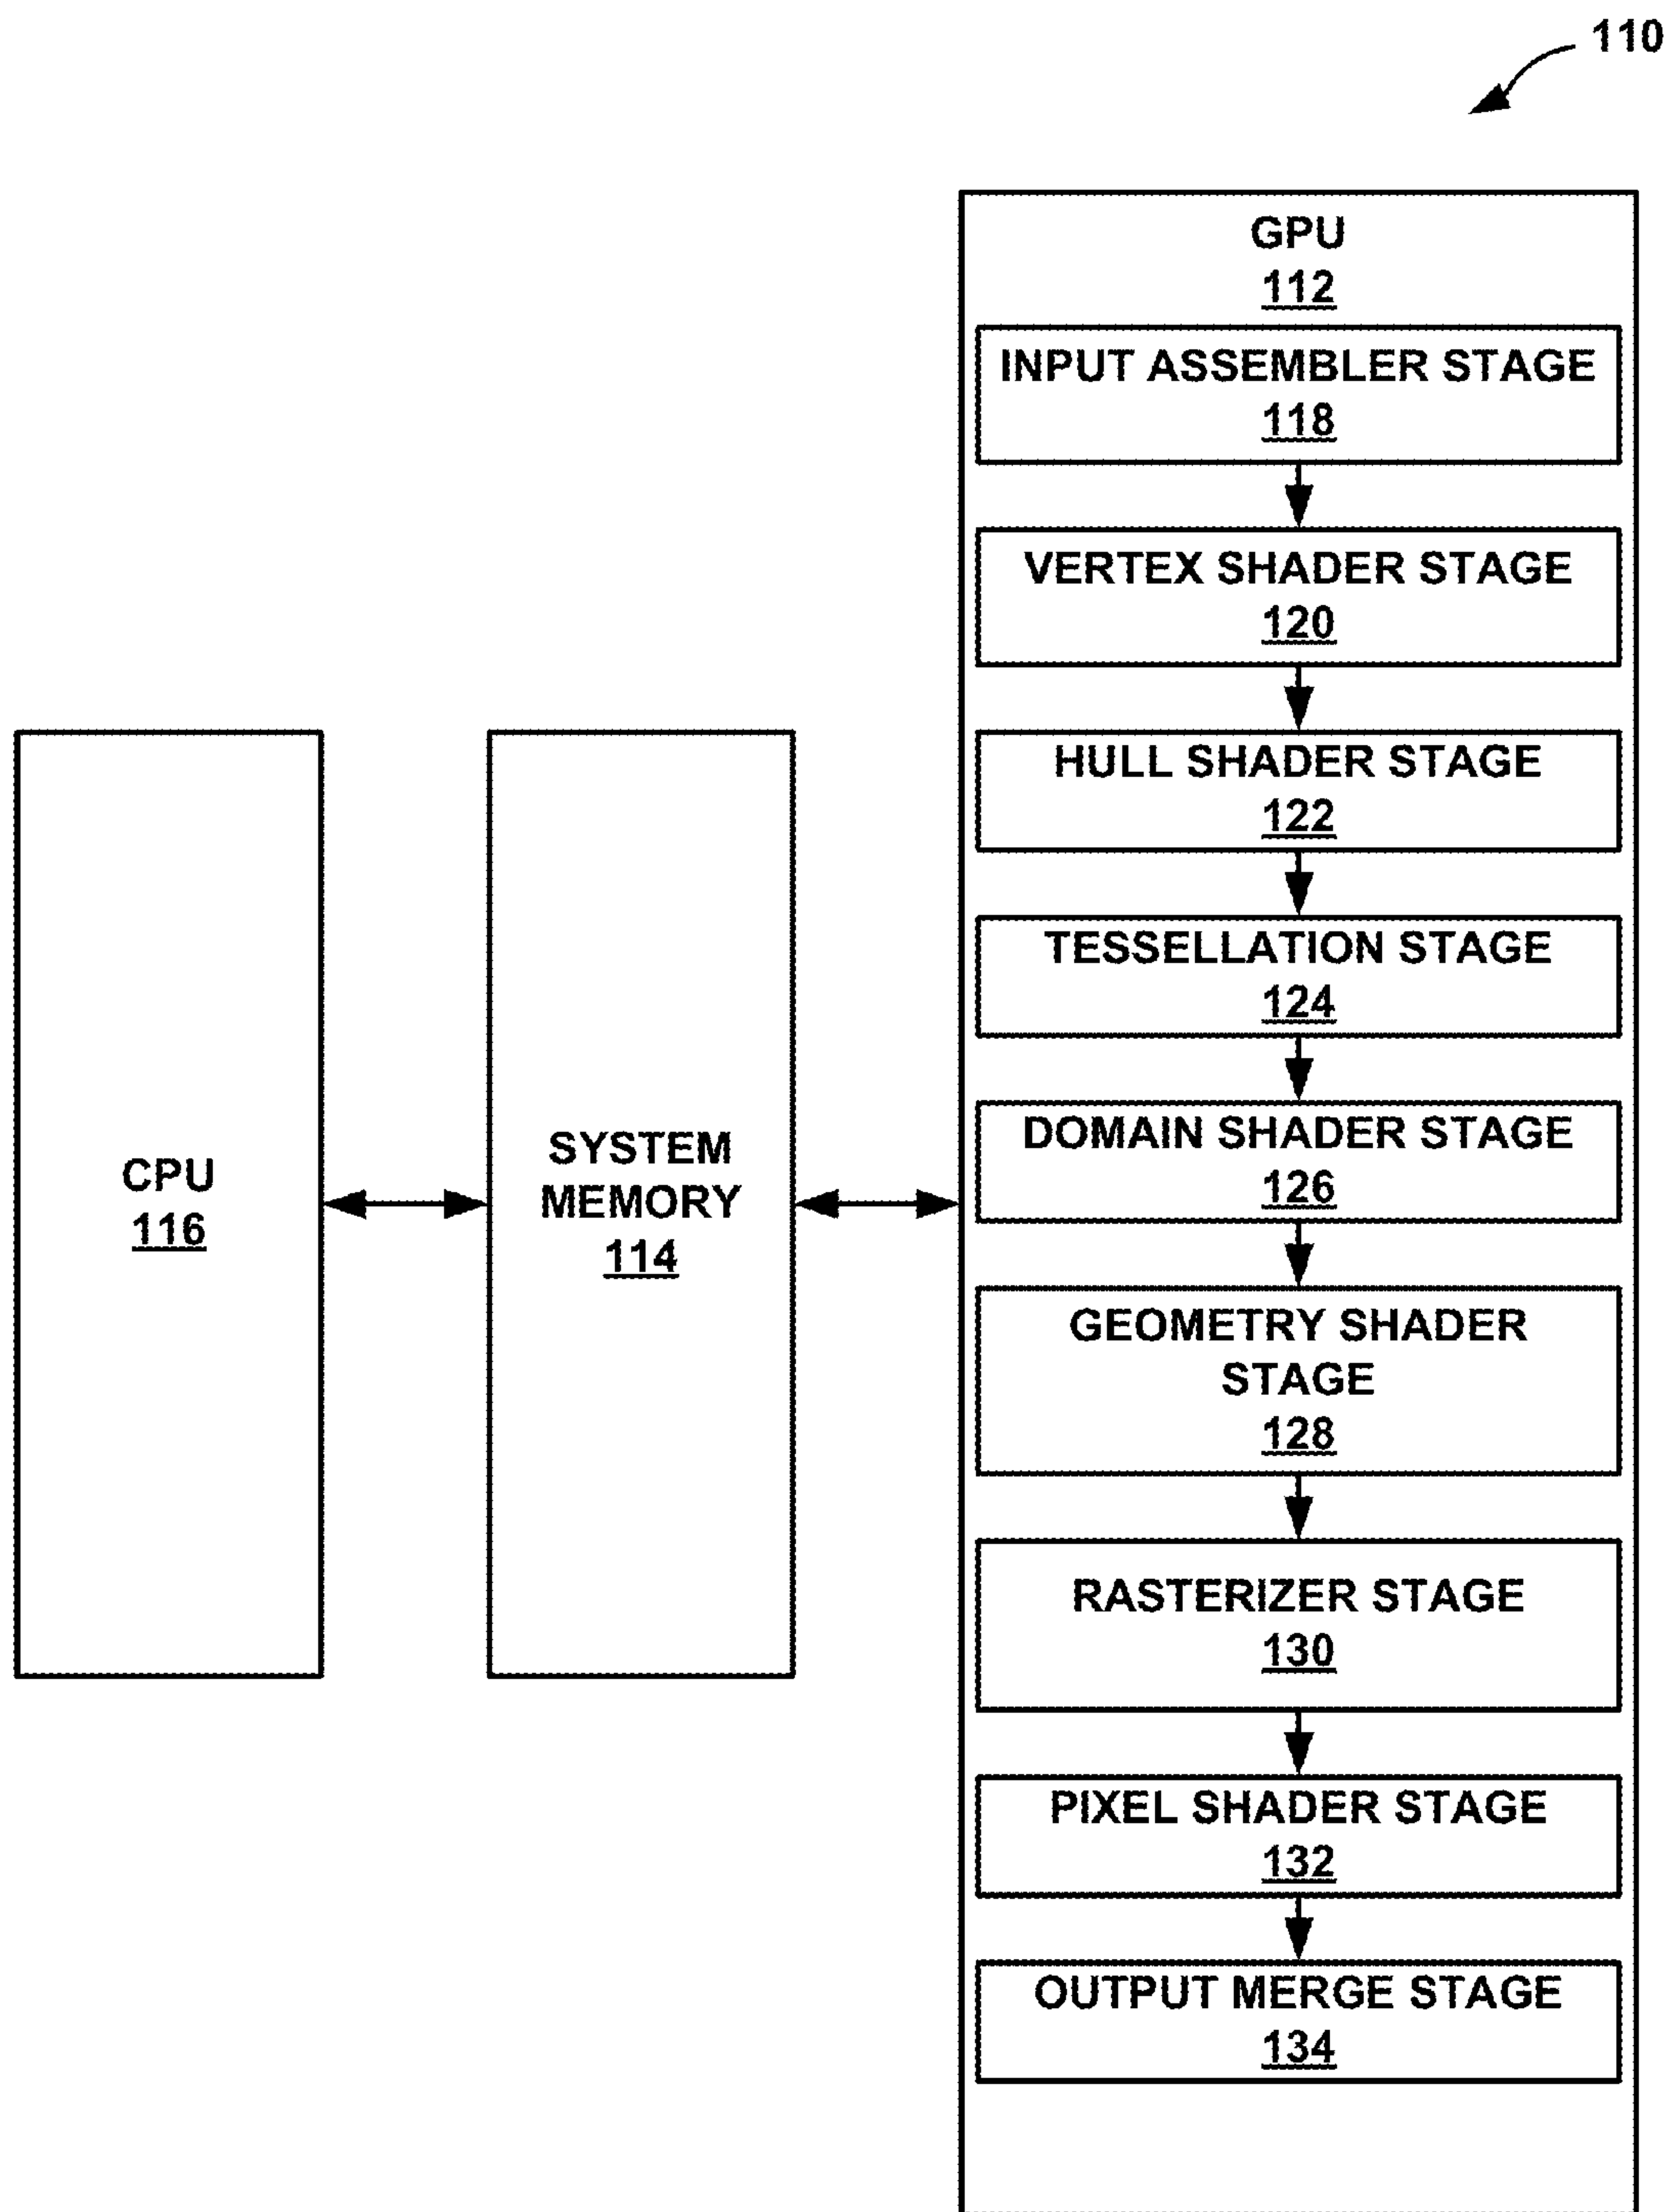 110
GPU
112
INPUT ASSEMBLER STAGE
118
VERTEX SHADER STAGE
120
HULL SHADER STAGE
122
TESSELLATION STAGE
124
DOMAIN SHADER STAGE
126
GEOMETRY SHADER
STAGE
128
RASTERIZER STAGE
130
PIXEL SHADER STAGE
132
OUTPUT MERGE STAGE
134
CPU
116
SYSTEM
MEMORY
114